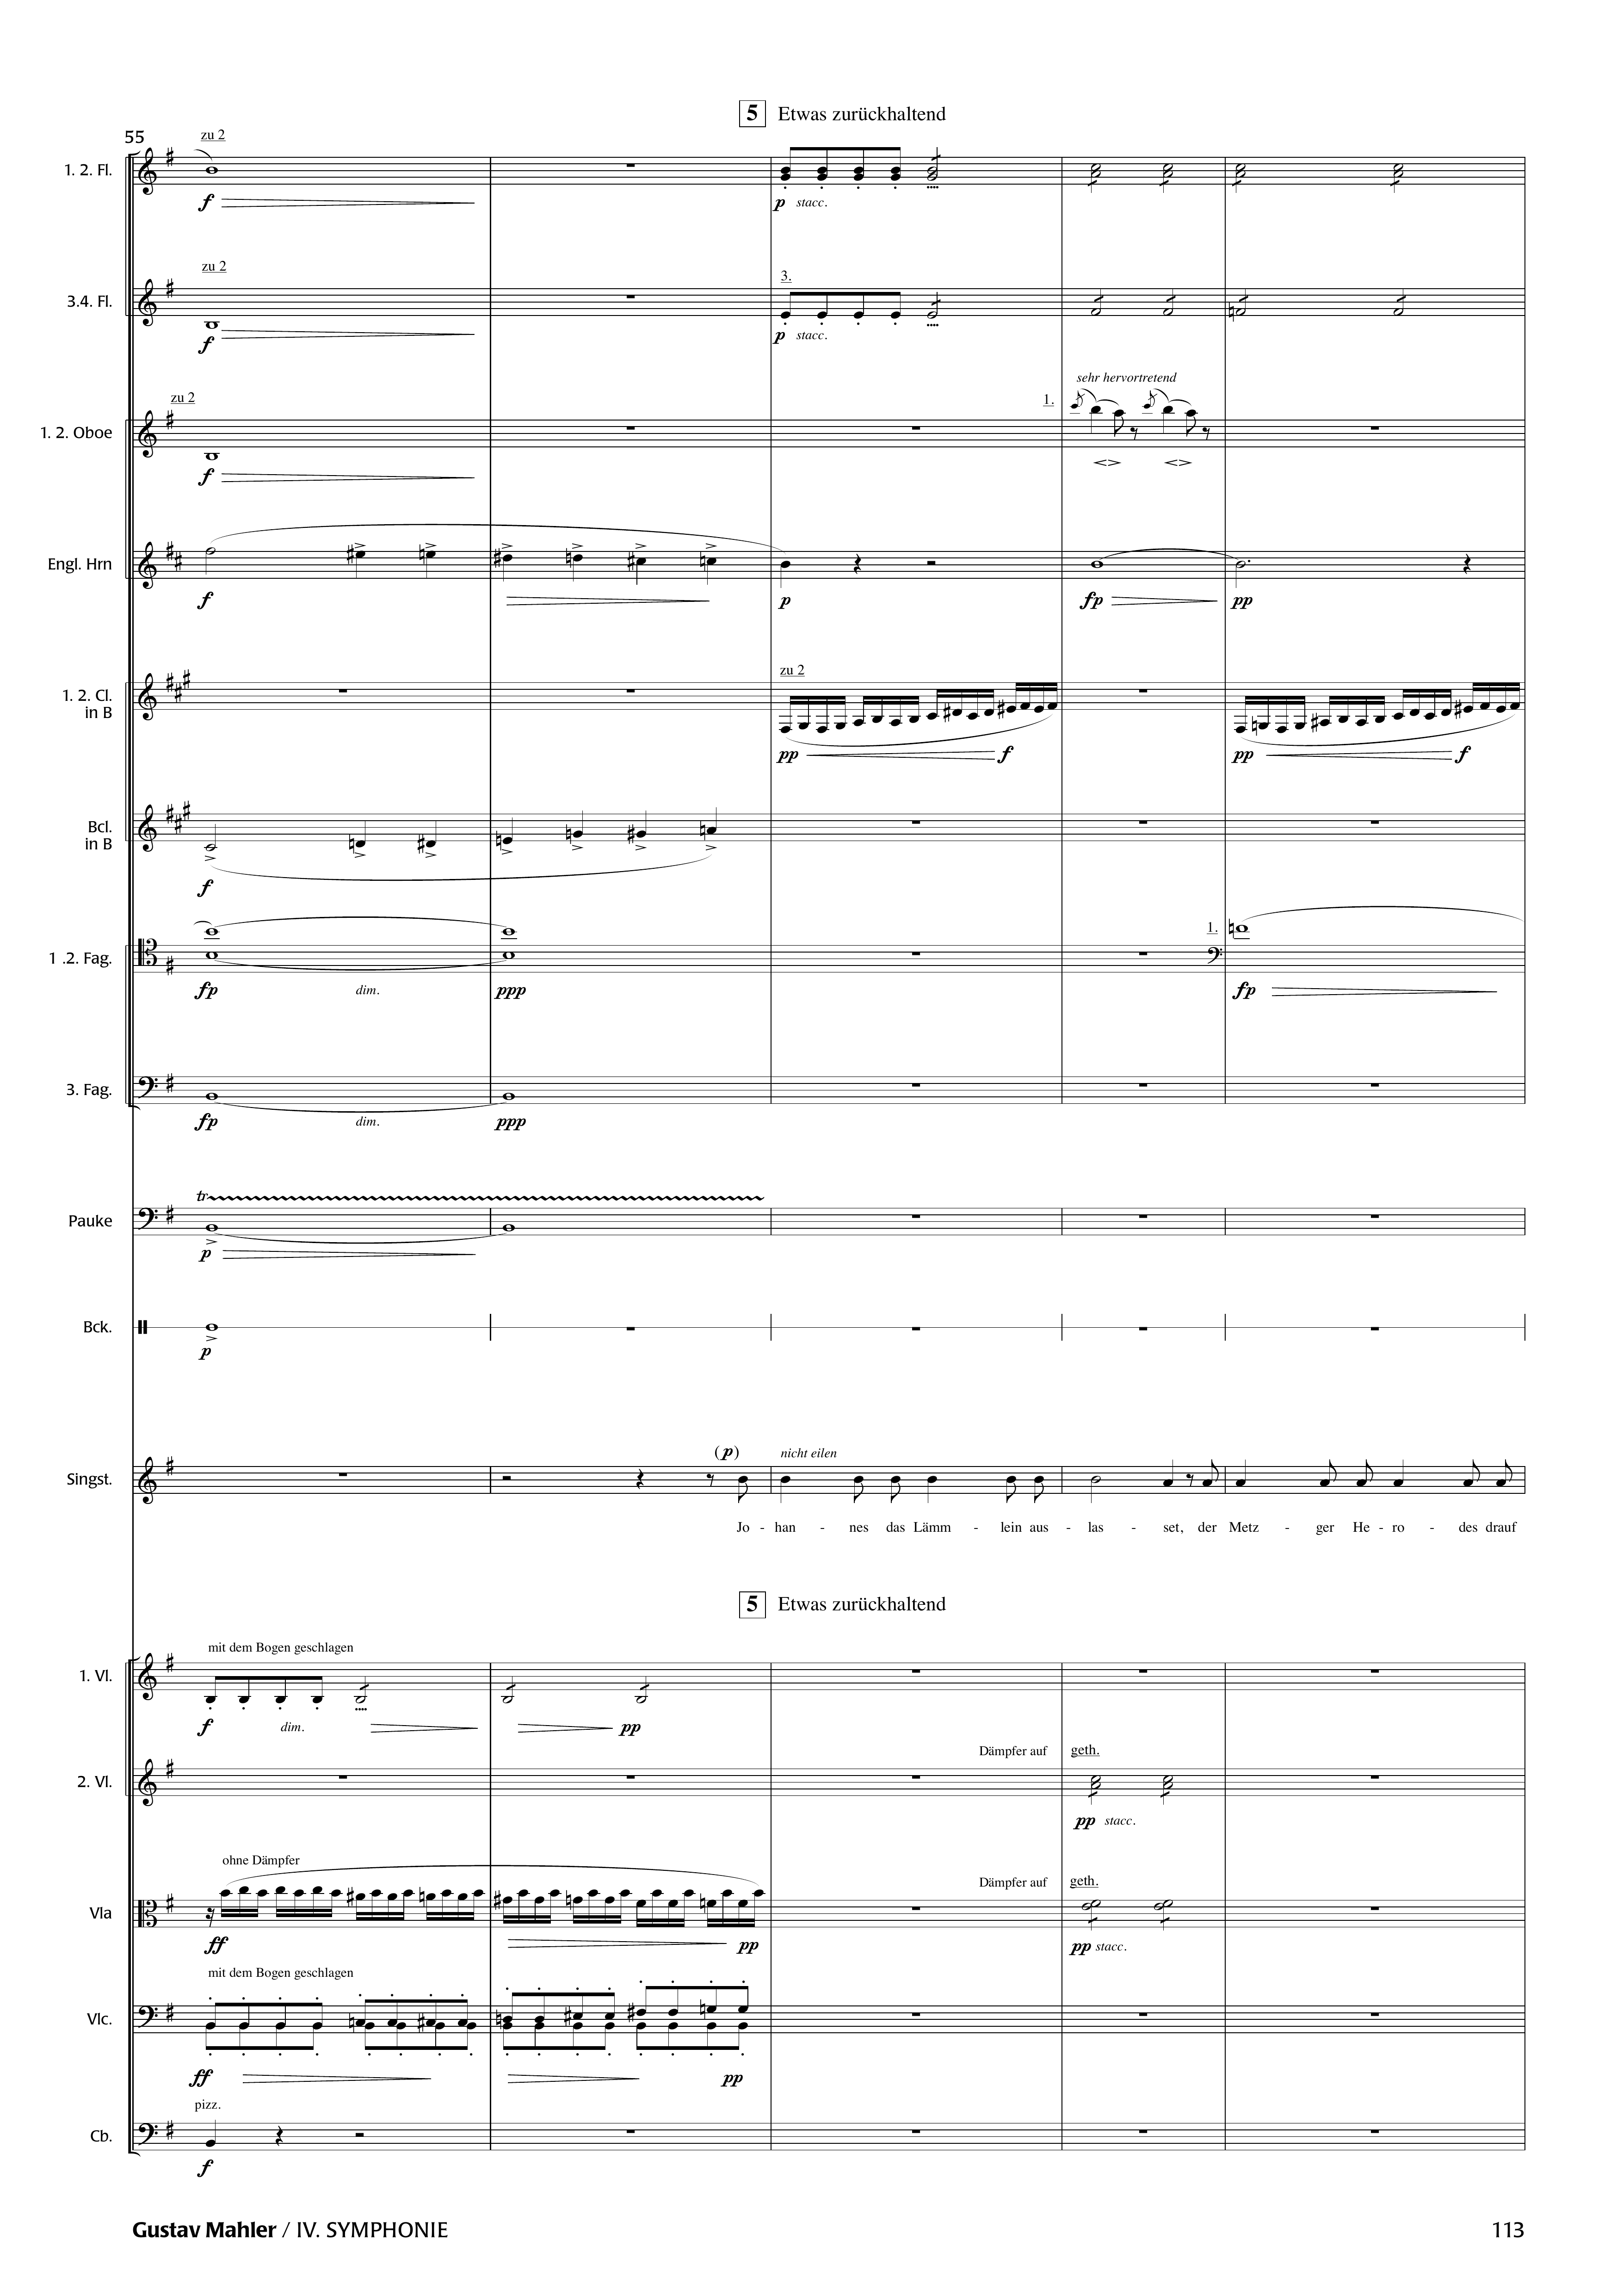 5 Etwas zurückhaltend
55 zu 2
1. 2. Fl.
f p stacc.
zu 2 3.
3.4. Fl.
f p stacc.
sehr hervortretend
zu 2 1.
1. 2. Oboe
f
Engl. Hrn
f p fp pp
zu 2
1. 2. Cl.
in B
pp f pp f
Bcl.
in B
f
1.
1 .2. Fag.
fp dim. ppp fp
3. Fag.
fp dim. ppp
tr
Pauke
p
Bck.
p
(p) nicht eilen
Singst.
Jo - han - nes das Lämm - lein aus - las - set, der Metz - ger He - ro - des drauf
5 Etwas zurückhaltend
mit dem Bogen geschlagen
1. Vl.
f dim. pp
Dämpfer auf geth.
2. Vl.
pp stacc.
ohne Dämpfer Dämpfer auf geth.
Vla
ff pp pp stacc.
mit dem Bogen geschlagen
Vlc.
ff pp
pizz.
Cb.
f
Gustav Mahler / IV. SYMPHONIE 113